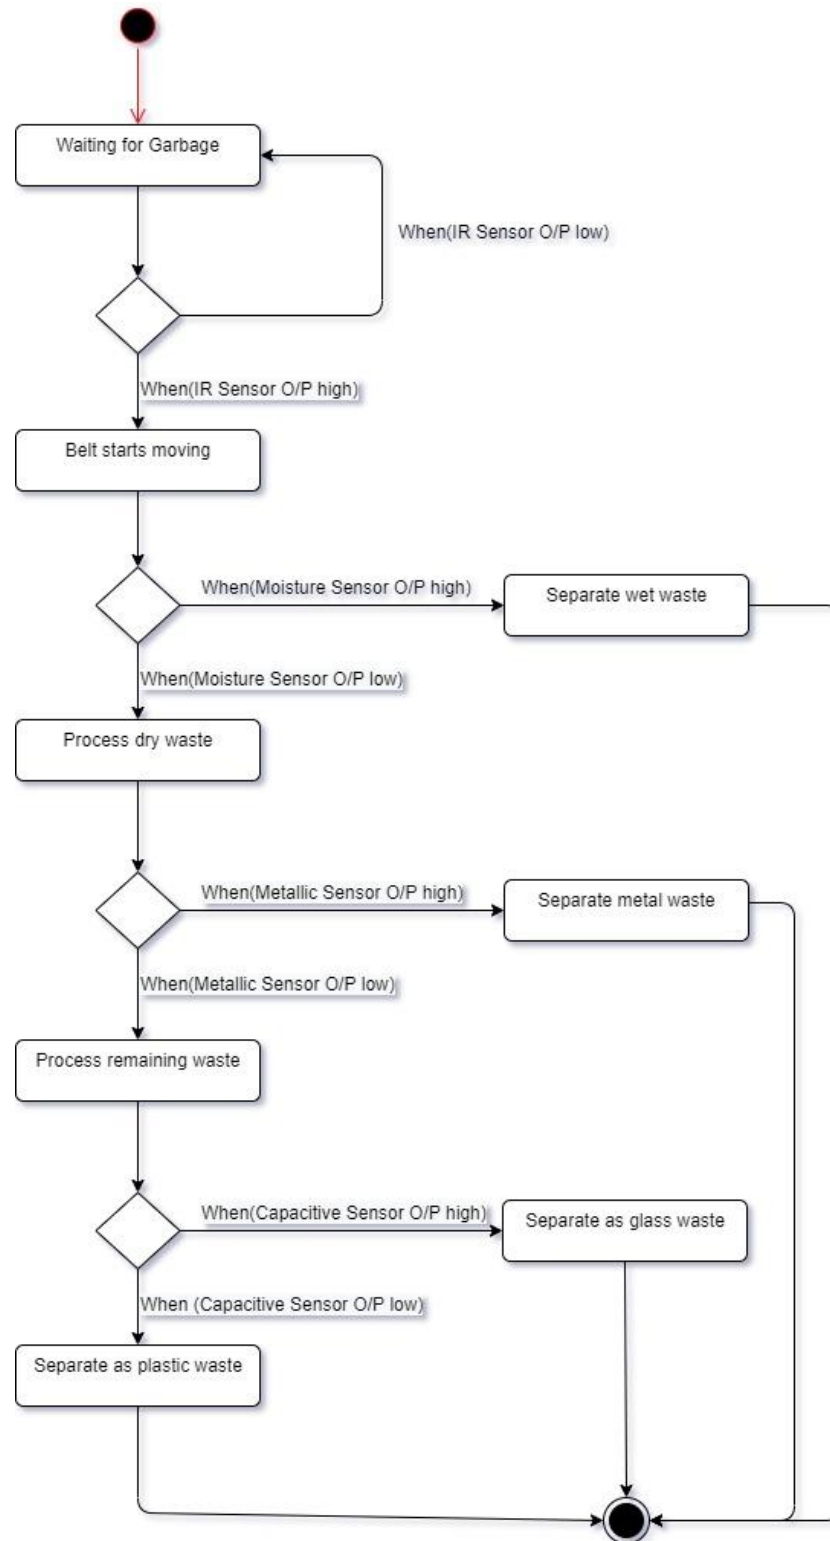 Waiting for Garbage
When(IR Sensor O/P low)
When(IR Sensor O/P high)
Belt starts moving
When(Moisture Sensor O/P high)
Separate wet waste
When(Moisture Sensor O/P low)
Process dry waste
When(Metallic Sensor O/P high)
Separate metal waste
When(Metallic Sensor O/P low)
Process remaining waste
When(Capacitive Sensor O/P high)
Separate as glass waste
When (Capacitive Sensor O/P low)
Separate as plastic waste